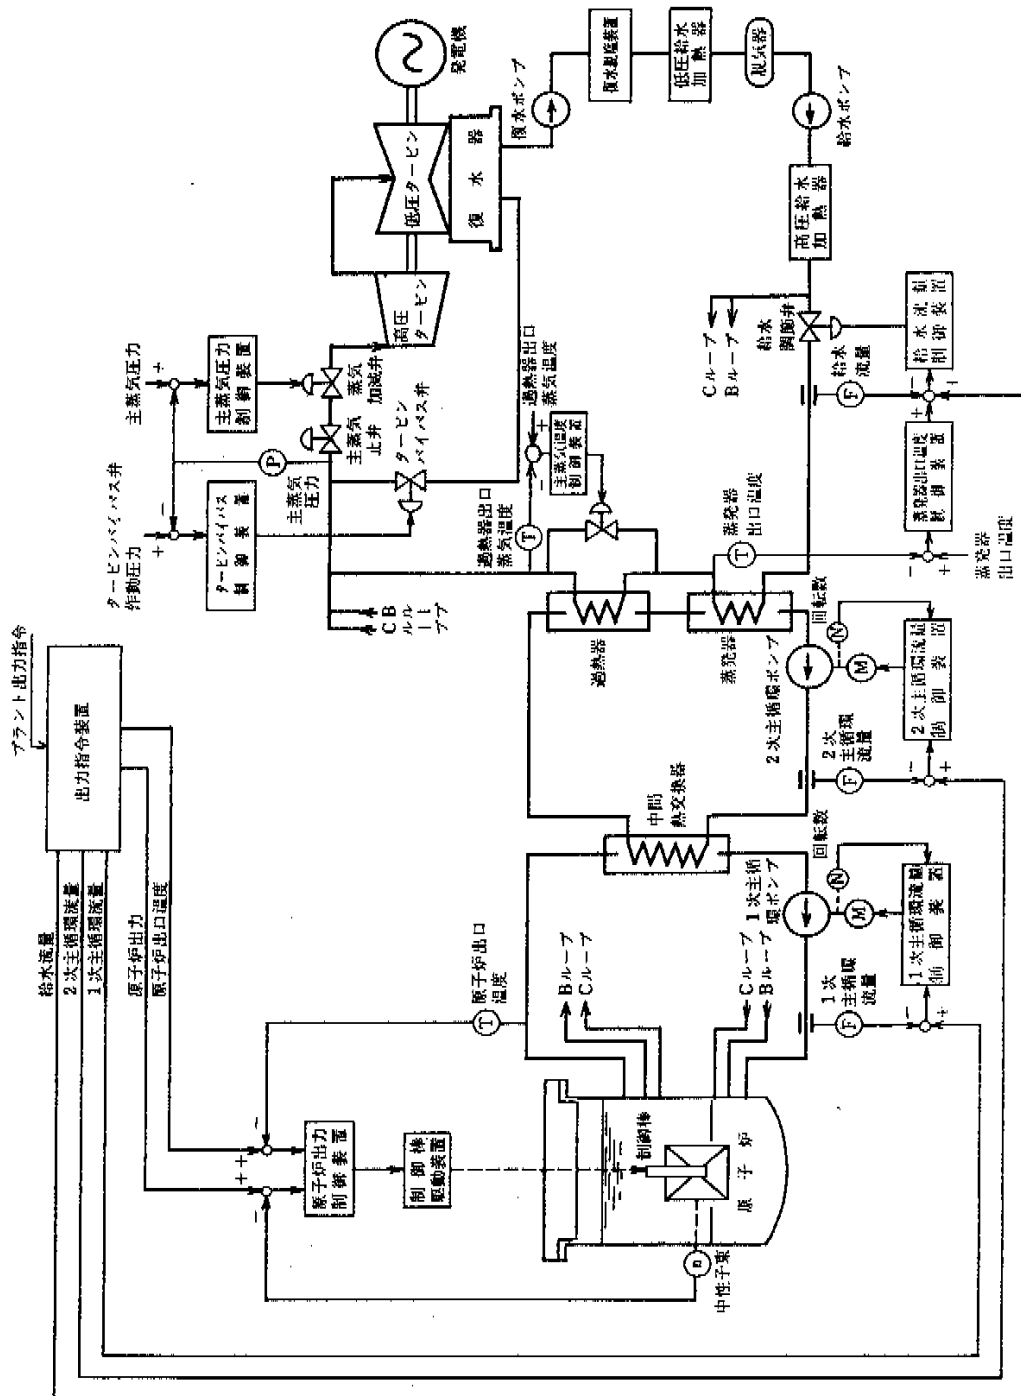 プラント出力指令
出力指令装置
給水流量
2次主循環流量
1次主循環流量
原子炉出力
原子炉出口温度
原子炉出力
制御装置
制御棒
駆動装置
制御棒
原子炉
n
中性子束
T
原子炉出口
温度
Bループ
Cループ
Cループ
Bループ
1次主循
環ポンプ
1次
主循環
流量
F
回転数
N
M
1次主循環流量
制御装置
中間
熱交換器
2次主循環ポンプ
2次
主循環
流量
F
回転数
N
M
2次主循環流量
制御装置
過熱器
蒸発器
CB
ループ
タービンバイパス弁
作動圧力
タービンバイパス
制御装置
主蒸気圧力
主蒸気圧力
制御装置
P
主蒸気
圧力
主蒸気
止弁
蒸気
加減弁
タービン
バイパス弁
過熱器出口
蒸気温度
T
過熱器出口
蒸気温度
主蒸気温度
制御装置
蒸発器
出口温度
T
高圧
タービン
低圧タービン
復水器
発電機
復水ポンプ
復水脱塩装置
低圧給水
加熱器
脱気器
給水ポンプ
高圧給水
加熱器
Cループ
Bループ
給水
調節弁
給水
流量
F
給水流量
制御装置
蒸発器出口温度
制御装置
蒸発器
出口温度